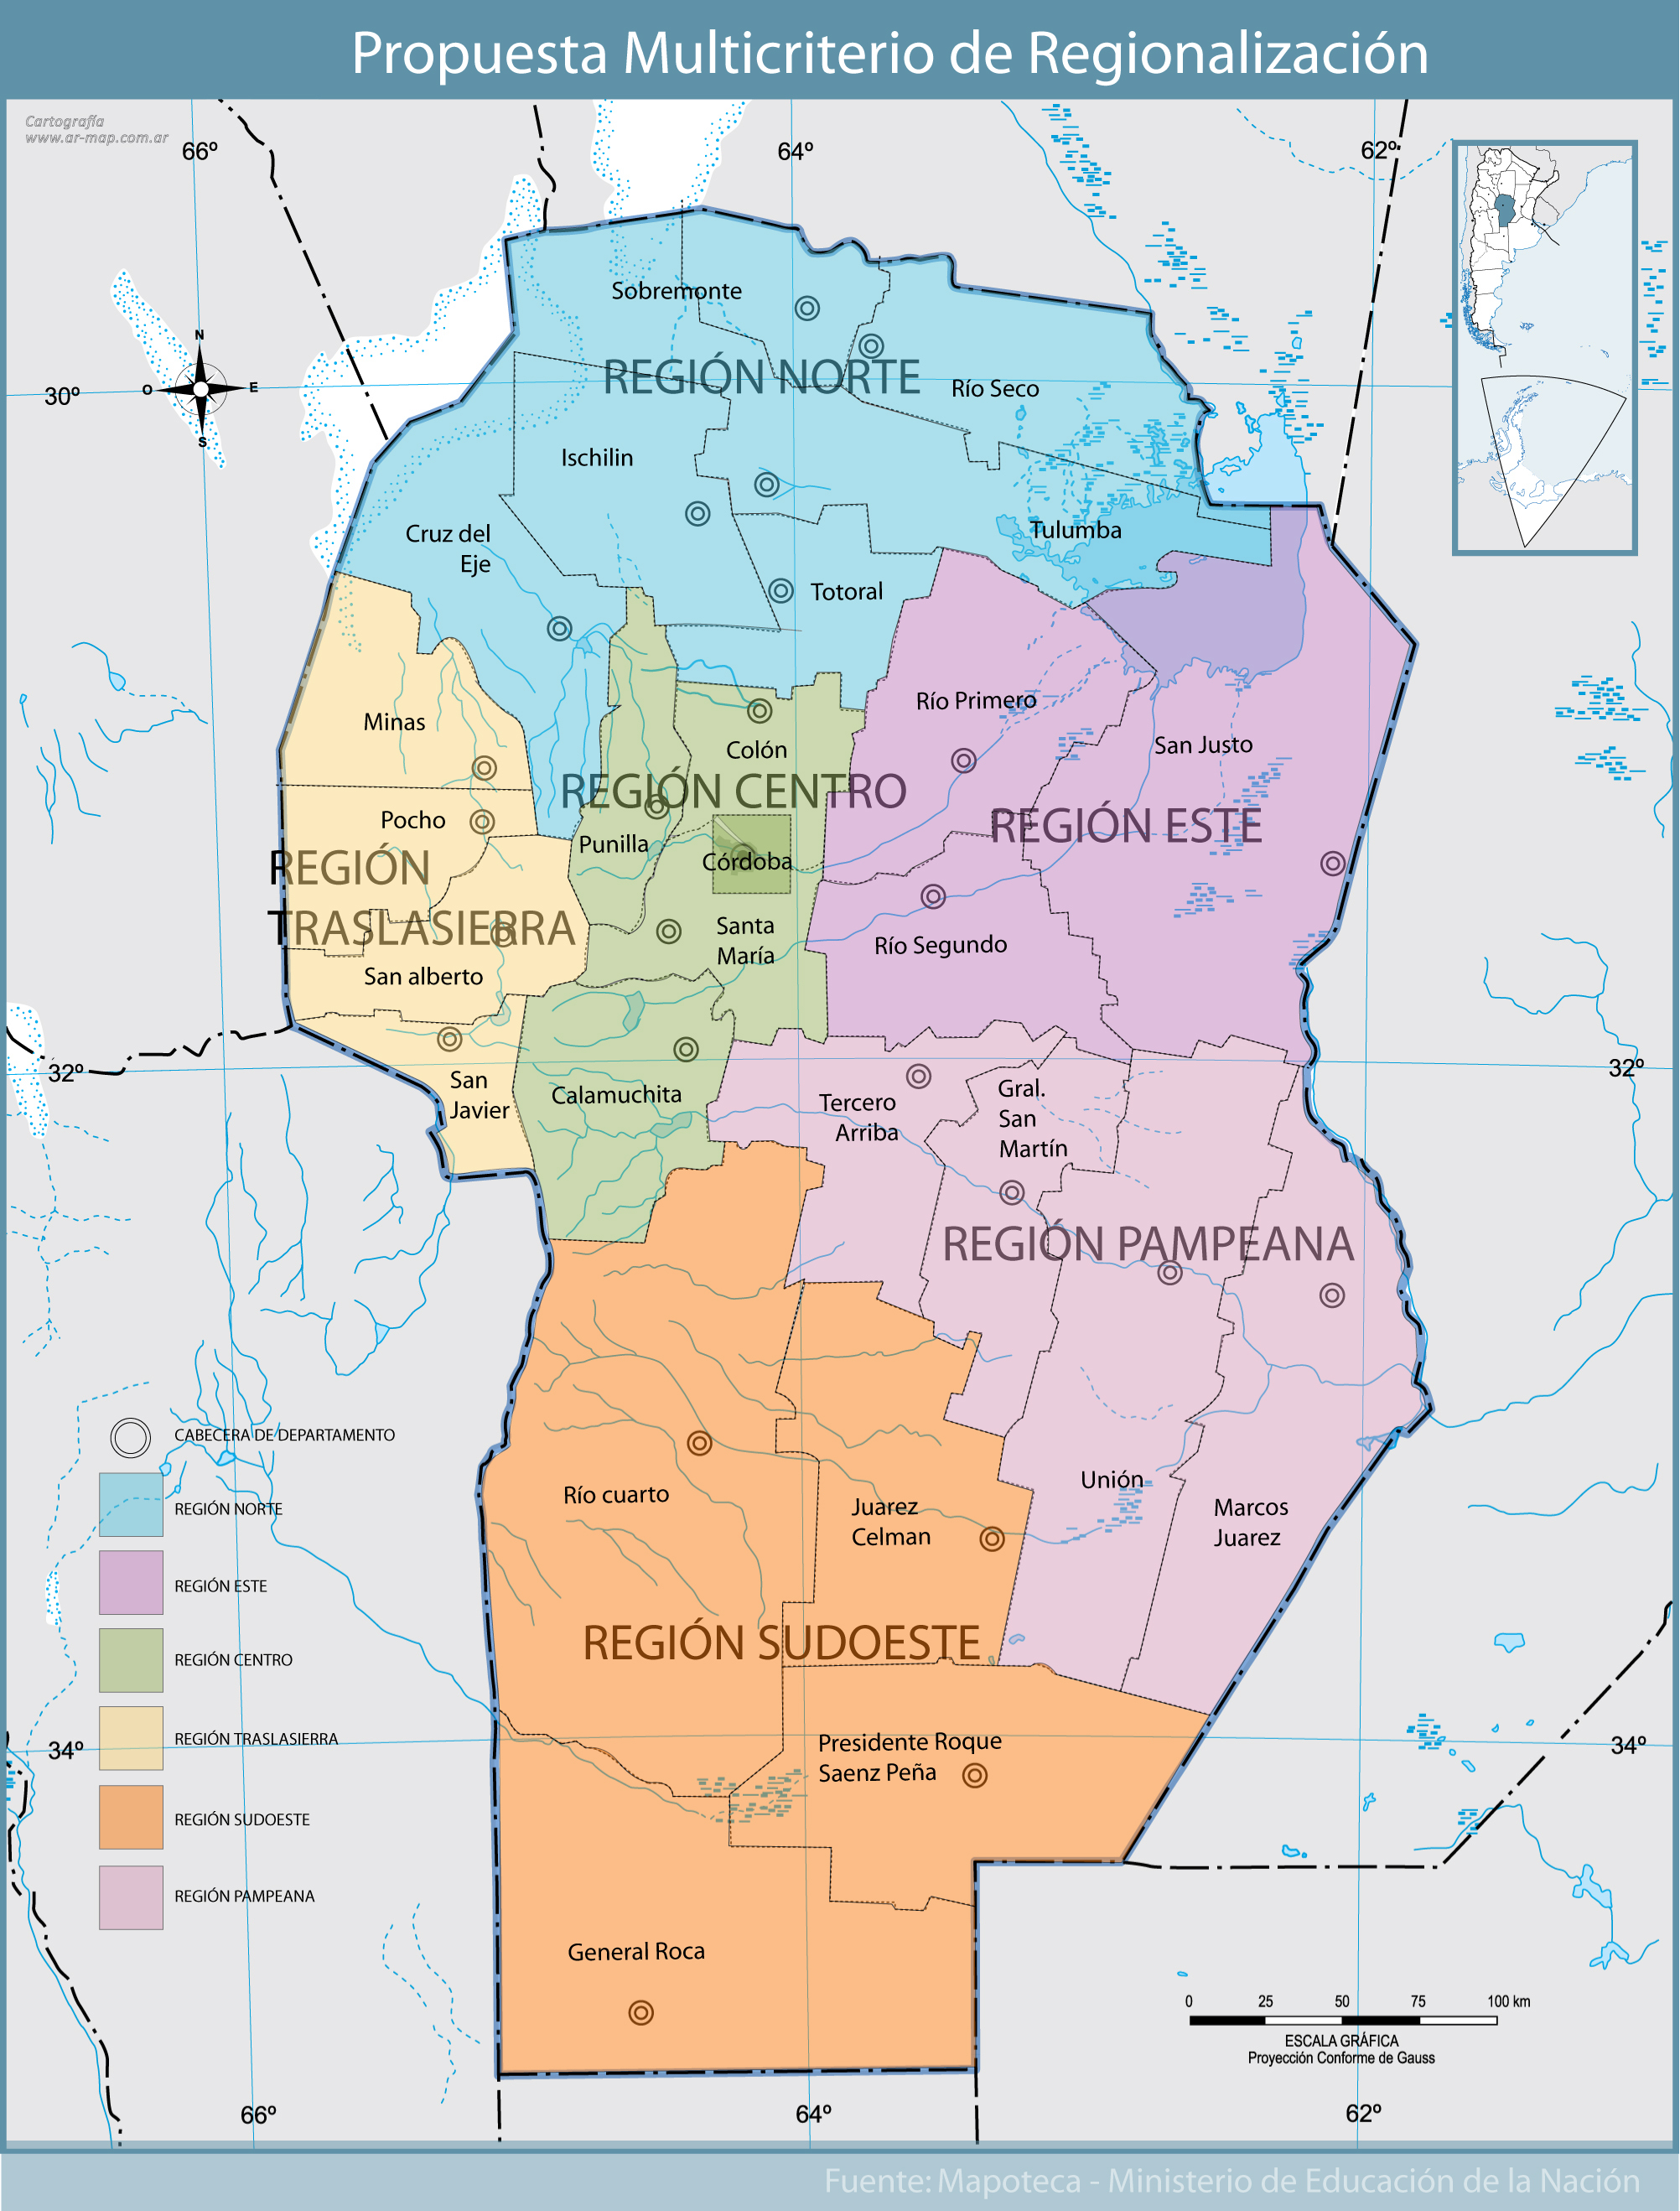 Propuesta Multicriterio de Regionalización
Cartografía
www.ar-map.com.ar
66º
64º
62º
N
O
E
S
30º
Sobremonte
REGIÓN NORTE
Río Seco
Ischilin
Cruz del
Eje
Tulumba
Totoral
Minas
Río Primero
San Justo
Colón
REGIÓN CENTRO
Pocho
Punilla
Córdoba
REGIÓN ESTE
REGIÓN
TRASLASIERRA
Santa
María
Río Segundo
San alberto
32º
32º
San
Javier
Calamuchita
Tercero
Arriba
Gral.
San
Martín
REGIÓN PAMPEANA
CABECERA DE DEPARTAMENTO
Río cuarto
Juarez
Celman
Unión
Marcos
Juarez
REGIÓN NORTE
REGIÓN ESTE
REGIÓN SUDOESTE
REGIÓN CENTRO
REGIÓN TRASLASIERRA
34º
Presidente Roque
Saenz Peña
34º
REGIÓN SUDOESTE
REGIÓN PAMPEANA
General Roca
0 25 50 75 100 km
ESCALA GRÁFICA
Proyección Conforme de Gauss
66º
64º
62º
Fuente: Mapoteca - Ministerio de Educación de la Nación